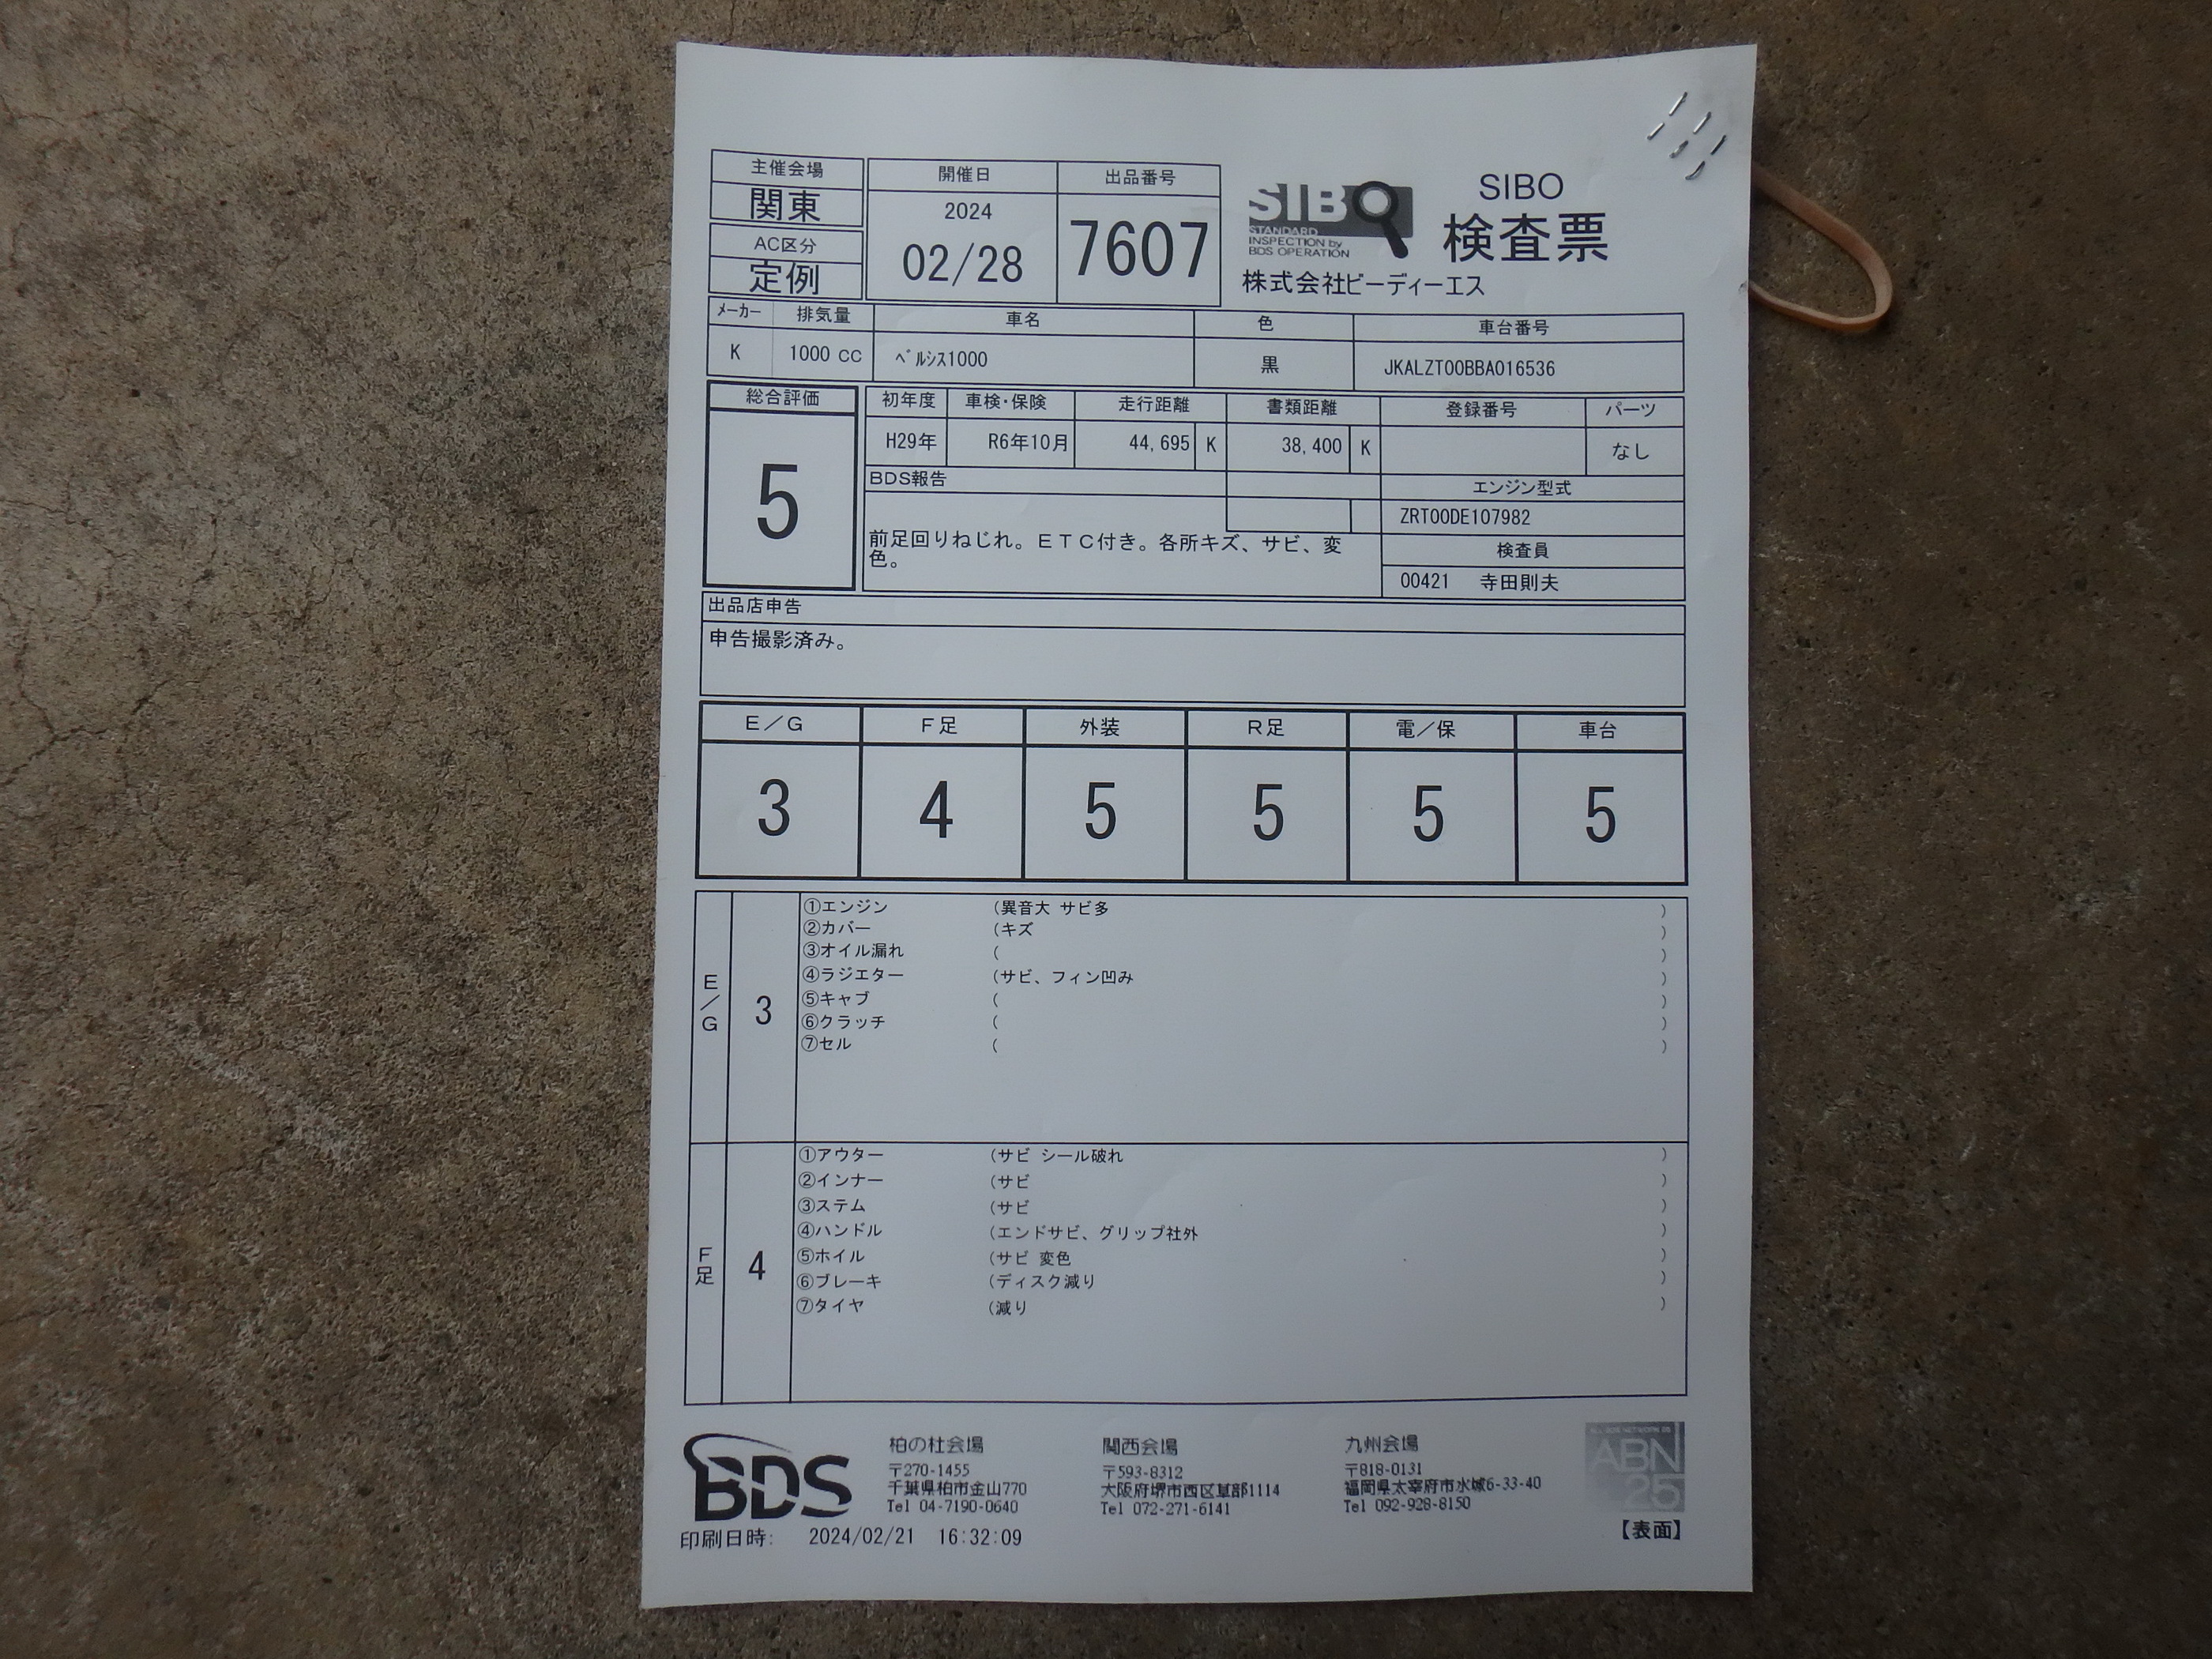 主催会場
関東
AC区分
定例
開催日
2024
02/28
出品番号
7607
SIBO
STANDARD
INSPECTION by
BDS OPERATION
SIBO
検査票
株式会社ビーディーエス
ﾒｰｶｰ 排気量 車名 色 車台番号
K 1000 CC ﾍﾞﾙｼｽ1000 黒 JKALZT00BBA016536
総合評価
5
初年度 車検・保険 走行距離 書類距離 登録番号 パーツ
H29年 R6年10月 44,695 K 38,400 K なし
BDS報告
前足回りねじれ。ＥＴＣ付き。各所キズ、サビ、変
色。
エンジン型式
ZRT00DE107982
検査員
00421 寺田則夫
出品店申告
申告撮影済み。
Ｅ／Ｇ Ｆ足 外装 Ｒ足 電／保 車台
3 4 5 5 5 5
Ｅ／Ｇ
3
①エンジン (異音大 サビ多 )
②カバー (キズ )
③オイル漏れ ( )
④ラジエター (サビ、フィン凹み )
⑤キャブ ( )
⑥クラッチ ( )
⑦セル ( )
Ｆ足
4
①アウター (サビ シール破れ )
②インナー (サビ )
③ステム (サビ )
④ハンドル (エンドサビ、グリップ社外 )
⑤ホイル (サビ 変色 )
⑥ブレーキ (ディスク減り )
⑦タイヤ (減り )
BDS
柏の杜会場
〒270-1455
千葉県柏市金山770
Tel 04-7190-0640
関西会場
〒593-8312
大阪府堺市西区草部1114
Tel 072-271-6141
九州会場
〒818-0131
福岡県太宰府市水城6-33-40
Tel 092-928-8150
ABN
25
【表面】
印刷日時: 2024/02/21 16:32:09